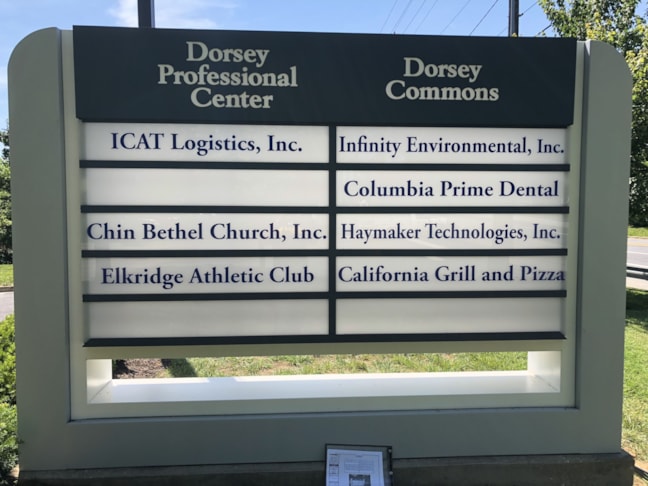 Dorsey
Professional
Center
ICAT Logistics, Inc.
Chin Bethel Church, Inc.
Elkridge Athletic Club
Dorsey
Commons
Infinity Environmental, Inc.
Columbia Prime Dental
Haymaker Technologies, Inc.
California Grill and Pizza